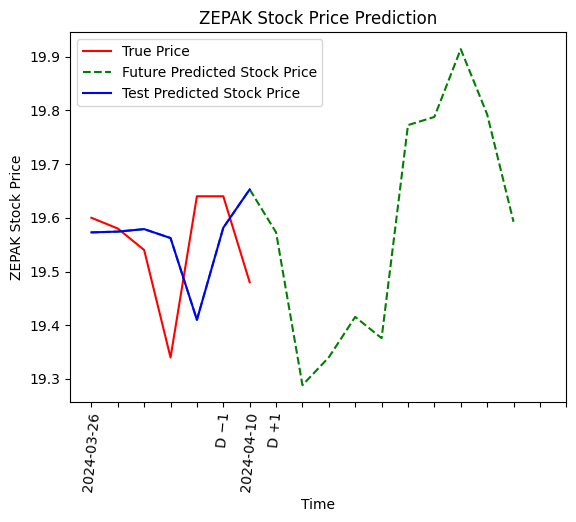 ZEPAK Stock Price Prediction
True Price
Future Predicted Stock Price
Test Predicted Stock Price
ZEPAK Stock Price
19.9
19.8
19.7
19.6
19.5
19.4
19.3
2024-03-26
D −1
2024-04-10
D +1
Time